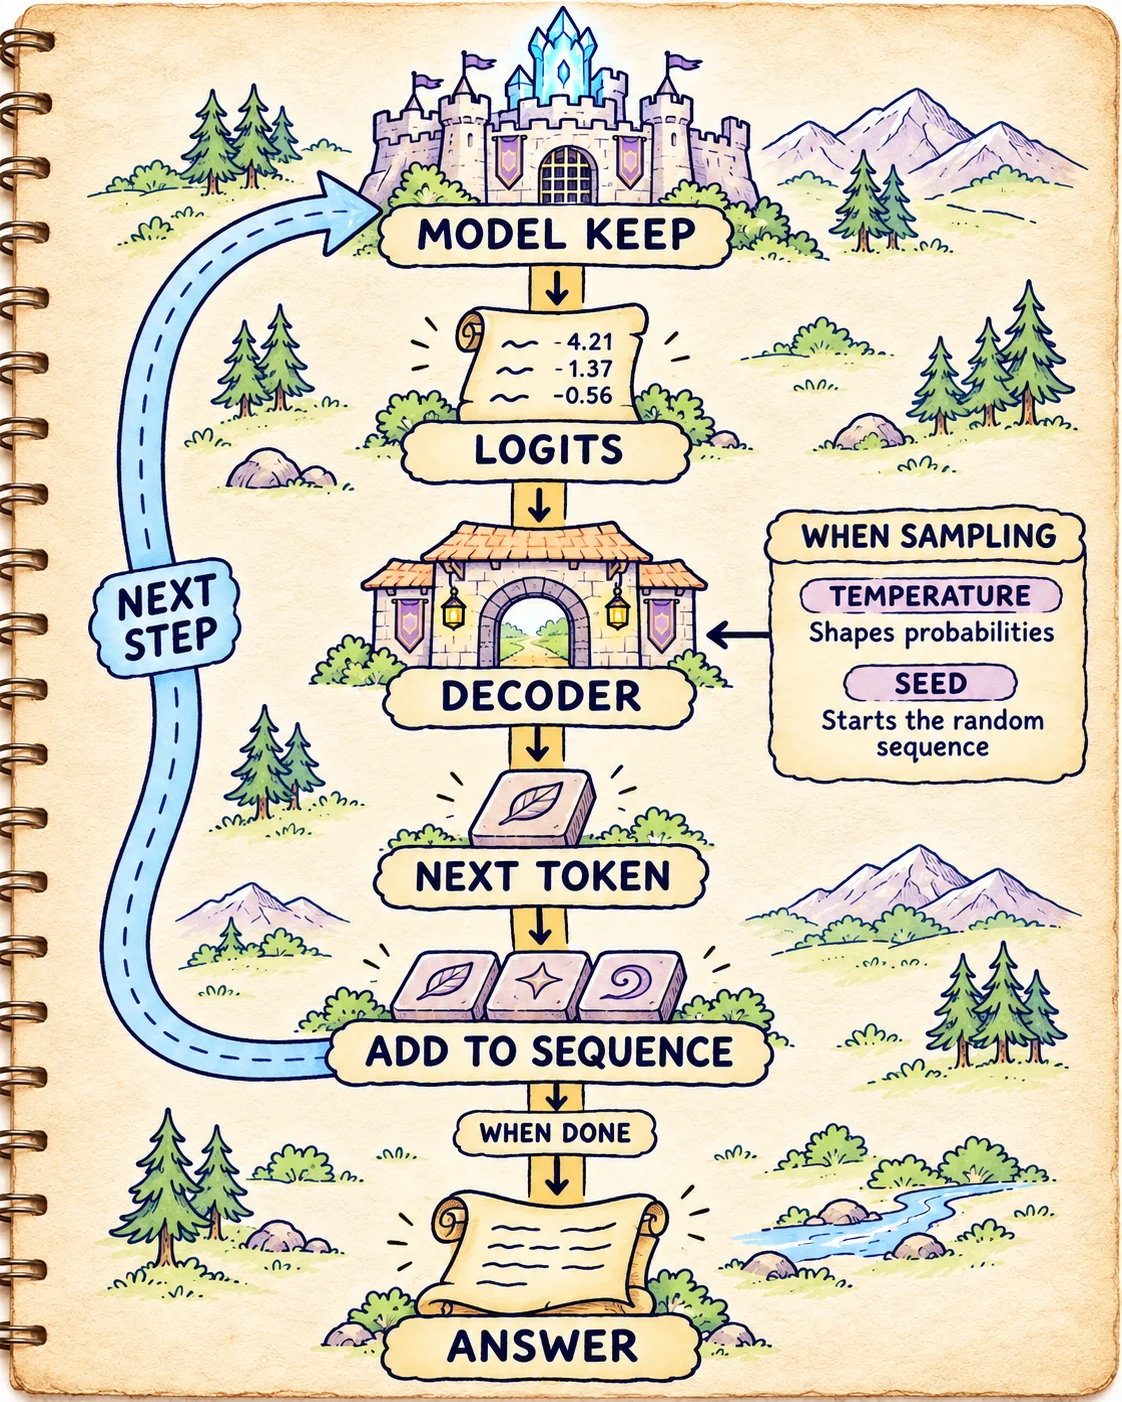 MODEL KEEP
-4.21
-1.37
-0.56
LOGITS
DECODER
WHEN SAMPLING
TEMPERATURE
Shapes probabilities
SEED
Starts the random
sequence
NEXT
STEP
NEXT TOKEN
ADD TO SEQUENCE
WHEN DONE
ANSWER